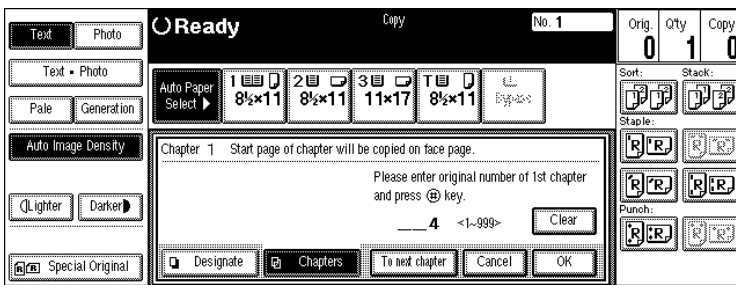 Text Photo
Text • Photo
Pale Generation
Auto Image Density
Lighter Darker
Special Original
Ready
Copy
No. 1
Auto Paper Select ▶
1 8½×11
2 8½×11
3 11×17
T 8½×11
Bypass
Chapter 1 Start page of chapter will be copied on face page.
Please enter original number of 1st chapter
and press # key.
__4 <1~999> Clear
Designate Chapters To next chapter Cancel OK
Orig. Q'ty Copy
0 1 0
Sort: Stack:
Staple:
Punch: